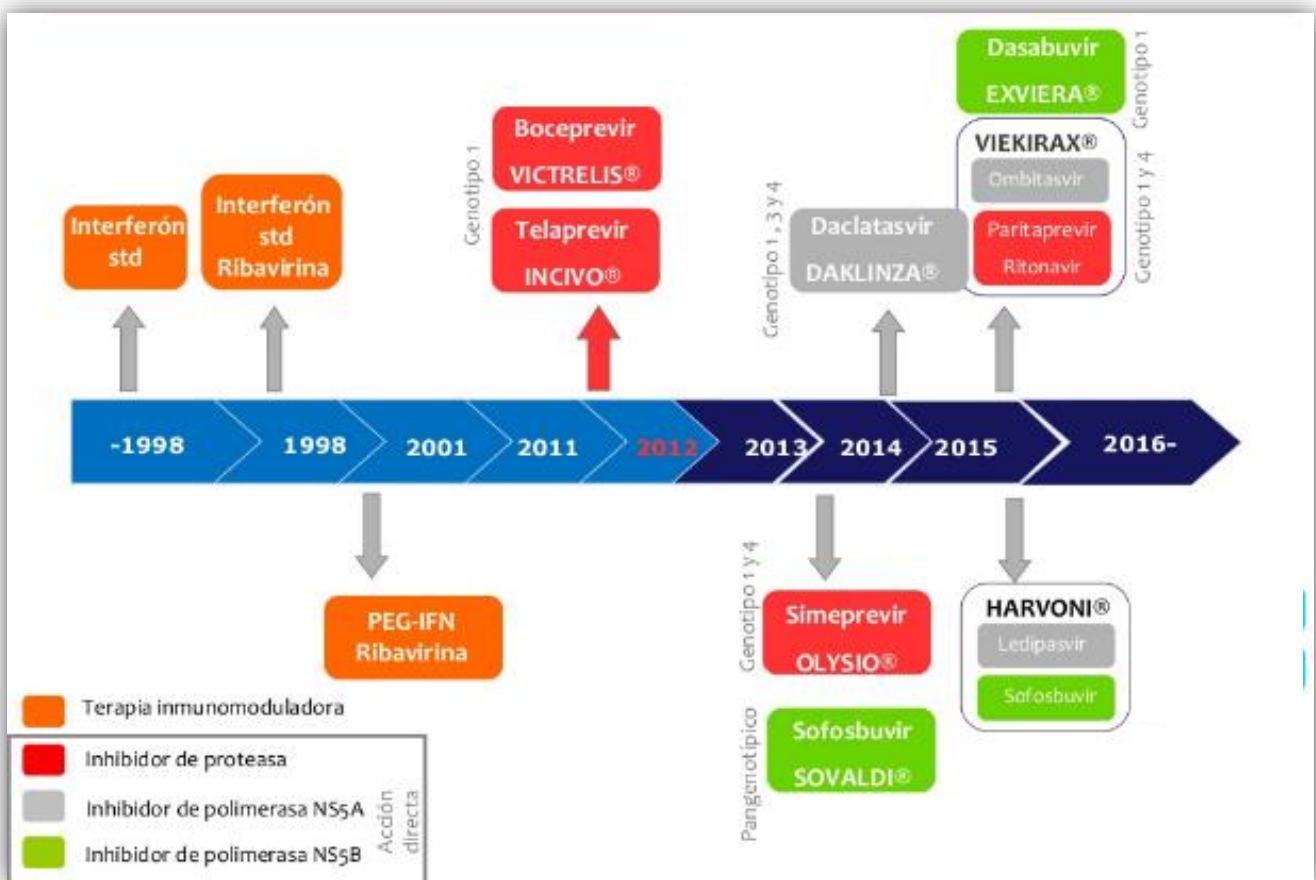 Dasabuvir
EXVIERA®
Genotipo 1
VIEKIRAX®
Ombitasvir
Paritaprevir
Ritonavir
Genotipo 1 y 4
Boceprevir
VICTRELIS®
Telaprevir
INCIVO®
Genotipo 1
Interferón
std
Interferón
std
Ribavirina
Genotipo 1, 3 y 4
Daclatasvir
DAKLINZA®
-1998
1998
2001
2011
2012
2013
2014
2015
2016-
PEG-IFN
Ribavirina
Genotipo 1 y 4
Simeprevir
OLYSIO®
HARVONI®
Ledipasvir
Sofosbuvir
Pangenotípico
Sofosbuvir
SOVALDI®
Terapia inmunomoduladora
Inhibidor de proteasa
Inhibidor de polimerasa NS5A
Inhibidor de polimerasa NS5B
Acción
directa